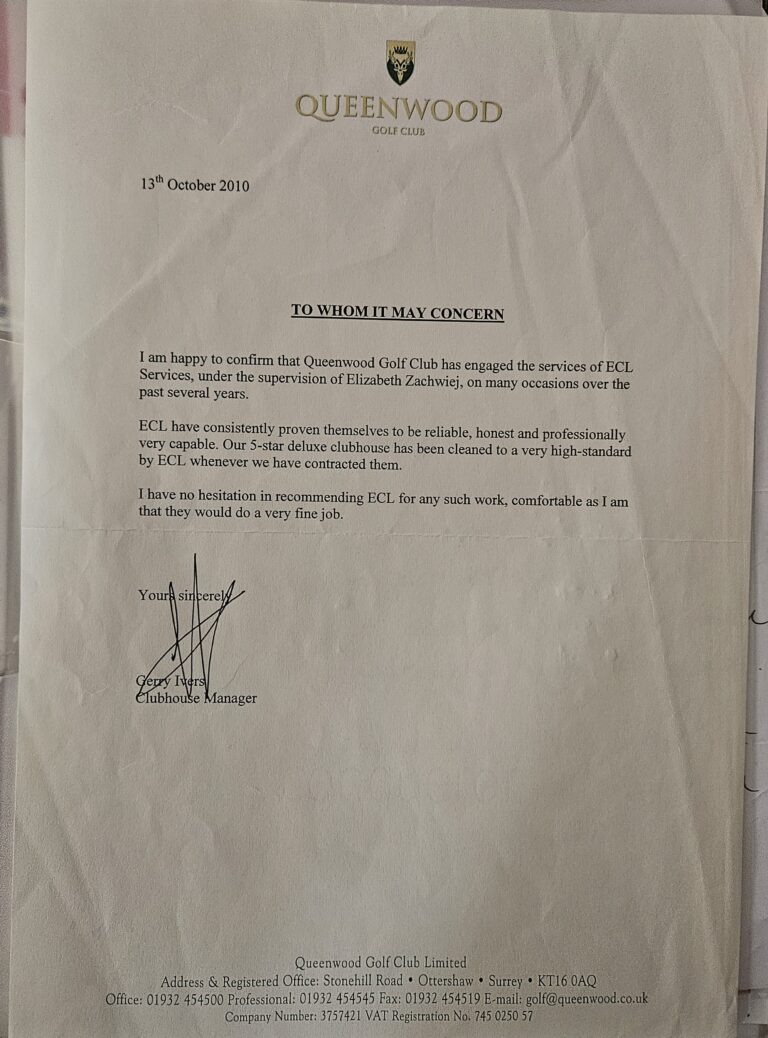 QUEENWOOD
GOLF CLUB
13th October 2010
TO WHOM IT MAY CONCERN
I am happy to confirm that Queenwood Golf Club has engaged the services of ECL
Services, under the supervision of Elizabeth Zachwiej, on many occasions over the
past several years.
ECL have consistently proven themselves to be reliable, honest and professionally
very capable. Our 5-star deluxe clubhouse has been cleaned to a very high-standard
by ECL whenever we have contracted them.
I have no hesitation in recommending ECL for any such work, comfortable as I am
that they would do a very fine job.
Yours sincerely
Gerry Ivers
Clubhouse Manager
Queenwood Golf Club Limited
Address & Registered Office: Stonehill Road • Ottershaw • Surrey • KT16 0AQ
Office: 01932 454500 Professional: 01932 454545 Fax: 01932 454519 E-mail: golf@queenwood.co.uk
Company Number: 3757421 VAT Registration No. 745 0250 57